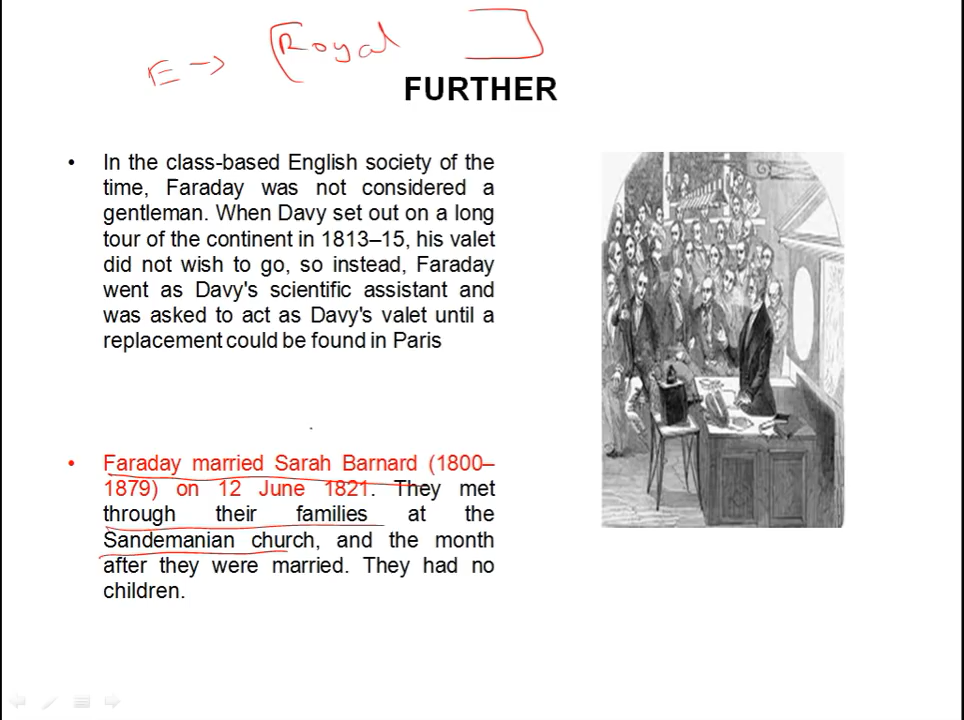 E → [Royal ]
FURTHER
• In the class-based English society of the
time, Faraday was not considered a
gentleman. When Davy set out on a long
tour of the continent in 1813–15, his valet
did not wish to go, so instead, Faraday
went as Davy's scientific assistant and
was asked to act as Davy's valet until a
replacement could be found in Paris
• Faraday married Sarah Barnard (1800–
1879) on 12 June 1821. They met
through their families at the
Sandemanian church, and the month
after they were married. They had no
children.